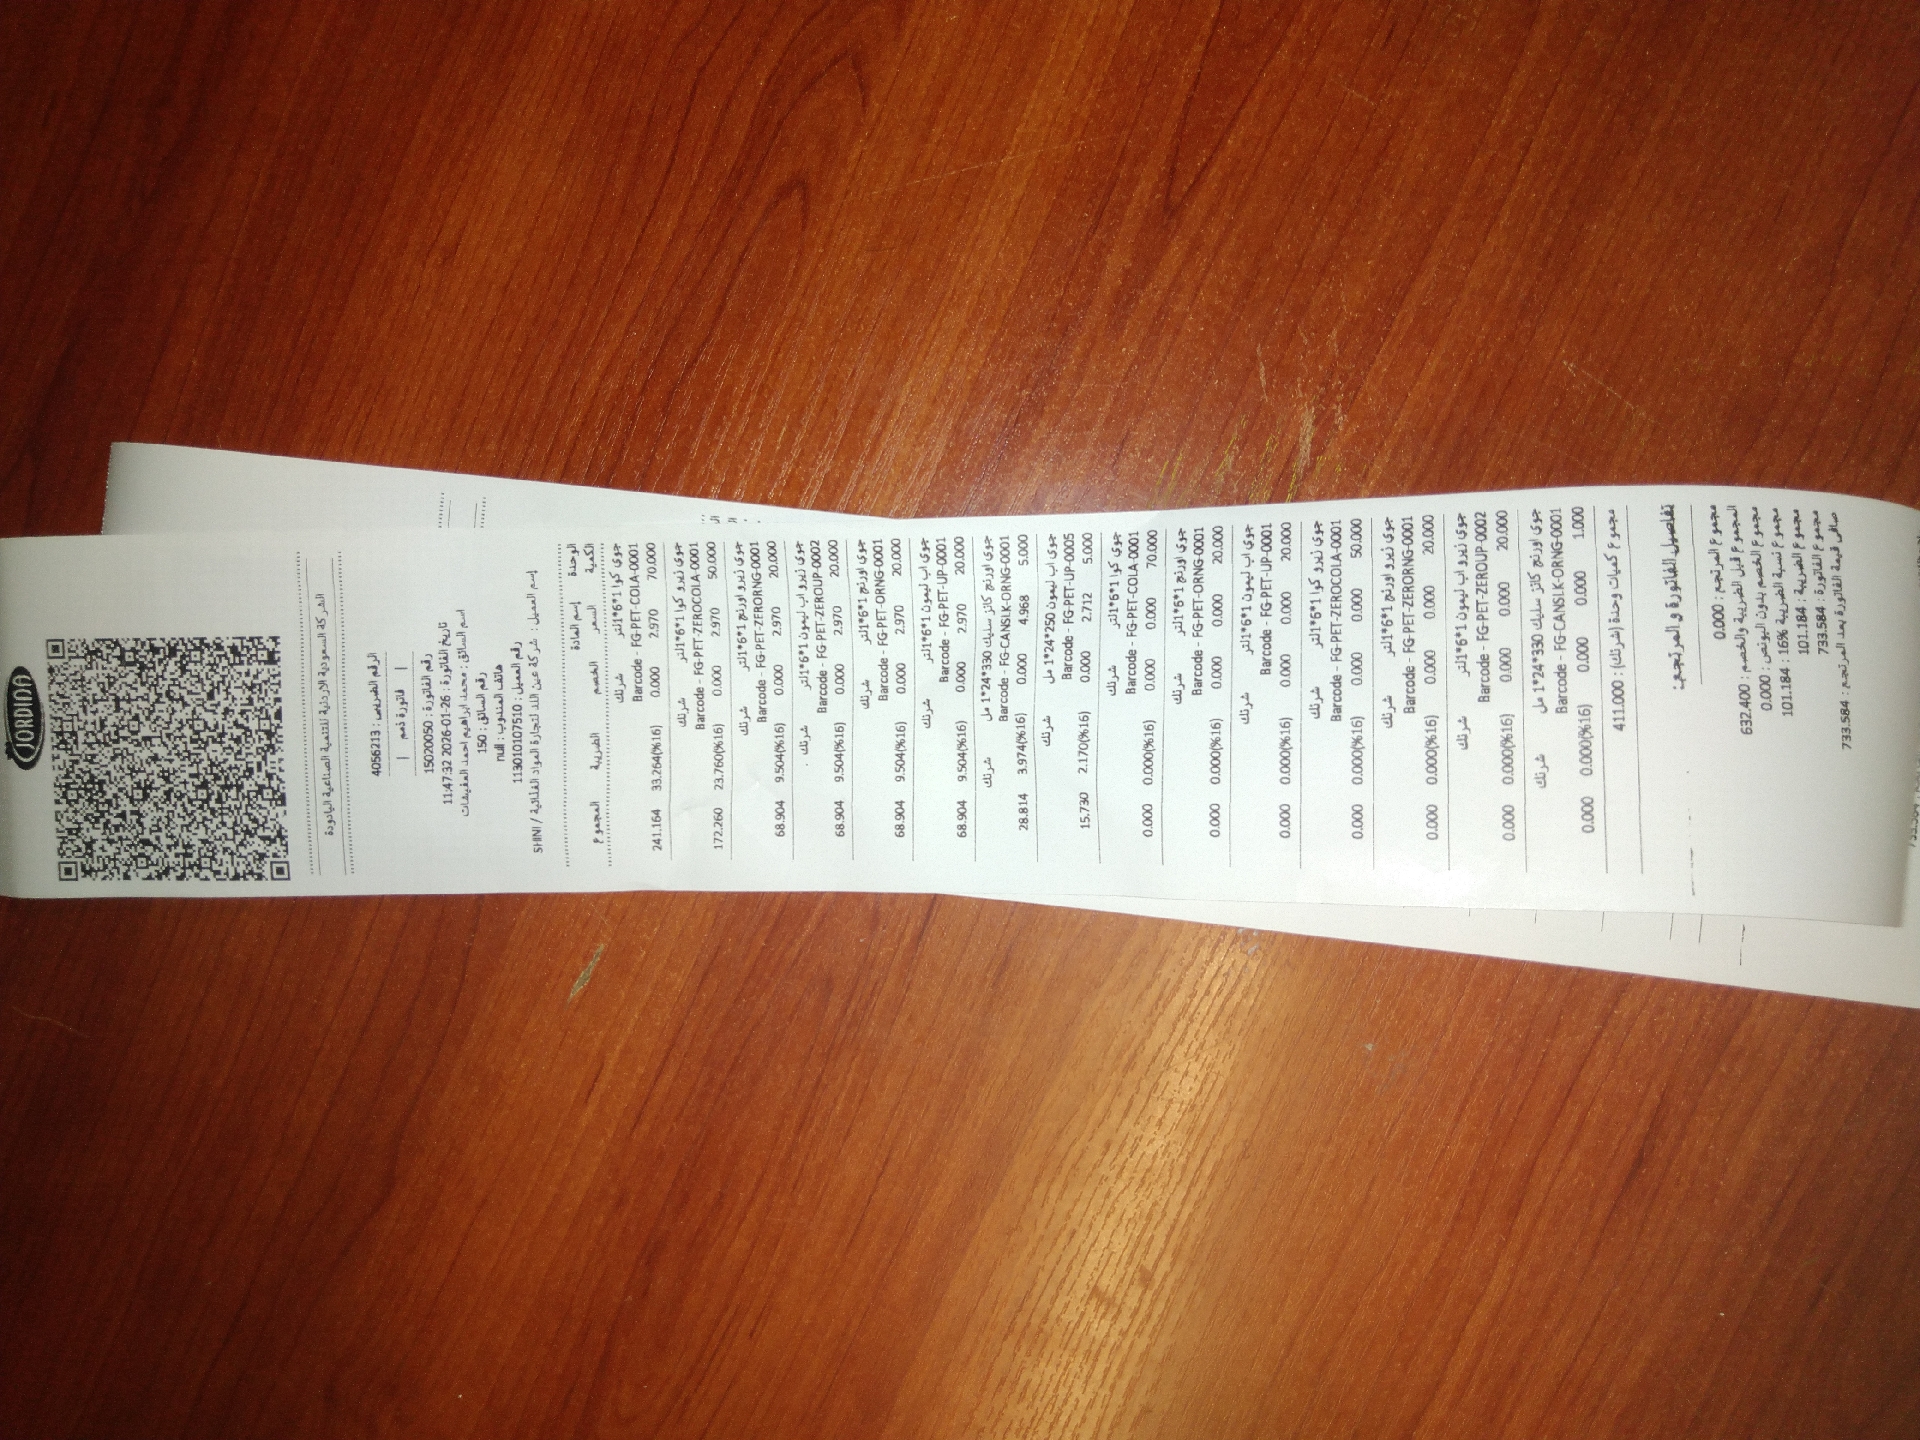 JORDINA
الشركة السعودية الاردنية للتنمية الصناعية اليادودة
الرقم الضريبي : 4056213
| فاتورة ذمم |
رقم الفاتورة : 15020050
تاريخ الفاتورة : 26-01-2026 11:47:32
اسم السائق : محمد ابراهيم احمد
رقم السائق : 150
هاتف المندوب : null
رقم العميل : 113010107510
إسم العميل : شركة عين اللد لتجارة المواد الغذائية / SHINI
الوحدة إسم المادة
الكمية السعر الخصم الضريبة المجموع
جوي كولا 1*6*1لتر شرنك
Barcode - FG-PET-COLA-0001
70.000 2.970 0.000 33.264(%16) 241.164
جوي زيرو كولا 1*6*1لتر شرنك
Barcode - FG-PET-ZEROCOLA-0001
50.000 2.970 0.000 23.760(%16) 172.260
جوي زيرو اورنج 1*6*1لتر شرنك
Barcode - FG-PET-ZERORNG-0001
20.000 2.970 0.000 9.504(%16) 68.904
جوي زيرو اب ليمون 1*6*1لتر شرنك
Barcode - FG-PET-ZEROUP-0002
20.000 2.970 0.000 9.504(%16) 68.904
جوي اورنج 1*6*1لتر شرنك
Barcode - FG-PET-ORNG-0001
20.000 2.970 0.000 9.504(%16) 68.904
جوي اب ليمون 1*6*1لتر شرنك
Barcode - FG-PET-UP-0001
20.000 2.970 0.000 9.504(%16) 68.904
جوي اورنج كانز سليك 330*24*1 مل شرنك
Barcode - FG-CANSLK-ORNG-0001
5.000 4.968 0.000 3.974(%16) 28.814
جوي اب ليمون 250*24*1 مل شرنك
Barcode - FG-PET-UP-0005
5.000 2.712 0.000 2.170(%16) 15.730
جوي كولا 1*6*1لتر شرنك
Barcode - FG-PET-COLA-0001
70.000 0.000 0.000 0.000(%16) 0.000
جوي اورنج 1*6*1لتر شرنك
Barcode - FG-PET-ORNG-0001
20.000 0.000 0.000 0.000(%16) 0.000
جوي اب ليمون 1*6*1لتر شرنك
Barcode - FG-PET-UP-0001
20.000 0.000 0.000 0.000(%16) 0.000
جوي زيرو كولا 1*6*1لتر شرنك
Barcode - FG-PET-ZEROCOLA-0001
50.000 0.000 0.000 0.000(%16) 0.000
جوي زيرو اورنج 1*6*1لتر شرنك
Barcode - FG-PET-ZERORNG-0001
20.000 0.000 0.000 0.000(%16) 0.000
جوي زيرو اب ليمون 1*6*1لتر شرنك
Barcode - FG-PET-ZEROUP-0002
20.000 0.000 0.000 0.000(%16) 0.000
جوي اورنج كانز سليك 330*24*1 مل شرنك
Barcode - FG-CANSLK-ORNG-0001
1.000 0.000 0.000 0.000(%16) 0.000
مجموع كميات وحدة (شرنك) : 411.000
تفاصيل الفاتورة و المرتجع:
مجموع المرتجع : 0.000
المجموع قبل الضريبة والخصم : 632.400
مجموع الخصم بدون البونص : 0.000
مجموع نسبة الضريبة 16% : 101.184
مجموع الضريبة : 101.184
مجموع الفاتورة : 733.584
صافي قيمة الفاتورة بعد المرتجع : 733.584